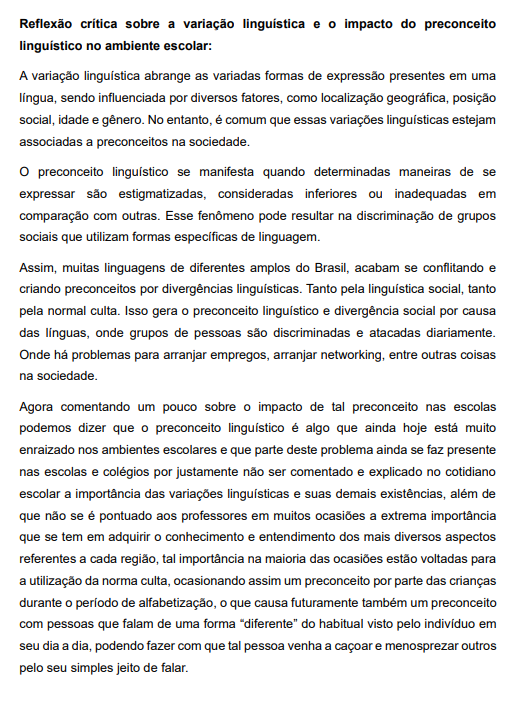 Reflexão crítica sobre a variação linguística e o impacto do preconceito
linguístico no ambiente escolar:
A variação linguística abrange as variadas formas de expressão presentes em uma
língua, sendo influenciada por diversos fatores, como localização geográfica, posição
social, idade e gênero. No entanto, é comum que essas variações linguísticas estejam
associadas a preconceitos na sociedade.
O preconceito linguístico se manifesta quando determinadas maneiras de se
expressar são estigmatizadas, consideradas inferiores ou inadequadas em
comparação com outras. Esse fenômeno pode resultar na discriminação de grupos
sociais que utilizam formas específicas de linguagem.
Assim, muitas linguagens de diferentes amplos do Brasil, acabam se conflitando e
criando preconceitos por divergências linguísticas. Tanto pela linguística social, tanto
pela normal culta. Isso gera o preconceito linguístico e divergência social por causa
das línguas, onde grupos de pessoas são discriminadas e atacadas diariamente.
Onde há problemas para arranjar empregos, arranjar networking, entre outras coisas
na sociedade.
Agora comentando um pouco sobre o impacto de tal preconceito nas escolas
podemos dizer que o preconceito linguístico é algo que ainda hoje está muito
enraizado nos ambientes escolares e que parte deste problema ainda se faz presente
nas escolas e colégios por justamente não ser comentado e explicado no cotidiano
escolar a importância das variações linguísticas e suas demais existências, além de
que não se é pontuado aos professores em muitos ocasiões a extrema importância
que se tem em adquirir o conhecimento e entendimento dos mais diversos aspectos
referentes a cada região, tal importância na maioria das ocasiões estão voltadas para
a utilização da norma culta, ocasionando assim um preconceito por parte das crianças
durante o período de alfabetização, o que causa futuramente também um preconceito
com pessoas que falam de uma forma “diferente” do habitual visto pelo indivíduo em
seu dia a dia, podendo fazer com que tal pessoa venha a caçoar e menosprezar outros
pelo seu simples jeito de falar.